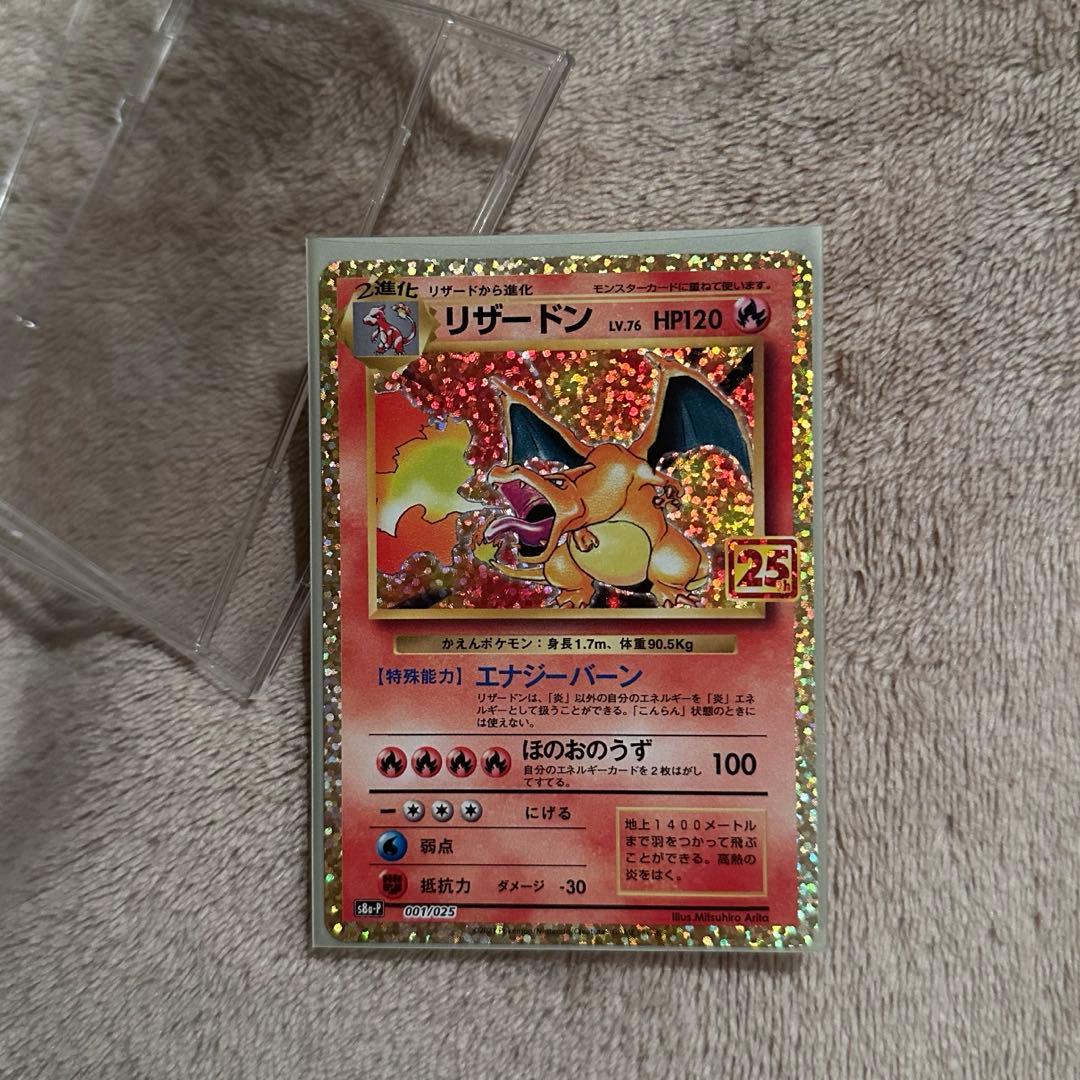 2進化 リザードから進化 モンスターカードに重ねて使います。
リザードン LV.76 HP120
25th
かえんポケモン：身長1.7m、体重90.5Kg
【特殊能力】エナジーバーン
リザードンは、「炎」以外の自分のエネルギーを「炎」エネ
ルギーとして扱うことができる。「こんらん」状態のときに
は使えない。
ほのおのうず 100
自分のエネルギーカードを2枚はがし
てすてる。
にげる
弱点
抵抗力 ダメージ -30
地上1400メートル
まで羽をつかって飛ぶ
ことができる。高熱の
炎をはく。
s8a-P 001/025
Illus.Mitsuhiro Arita